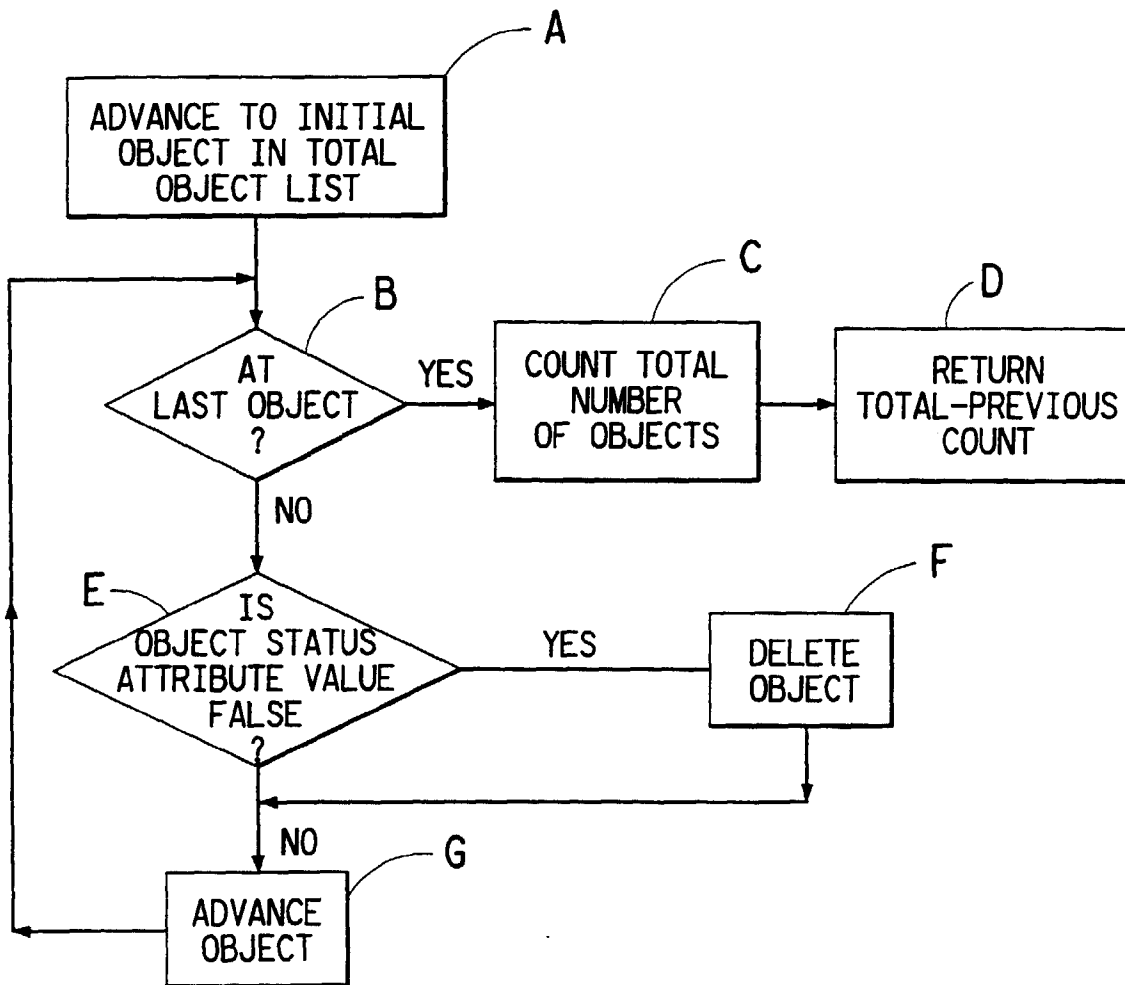 A
ADVANCE TO INITIAL
OBJECT IN TOTAL
OBJECT LIST
B
AT
LAST OBJECT
?
YES
C
COUNT TOTAL
NUMBER
OF OBJECTS
D
RETURN
TOTAL-PREVIOUS
COUNT
NO
E
IS
OBJECT STATUS
ATTRIBUTE VALUE
FALSE
?
YES
F
DELETE
OBJECT
NO
G
ADVANCE
OBJECT